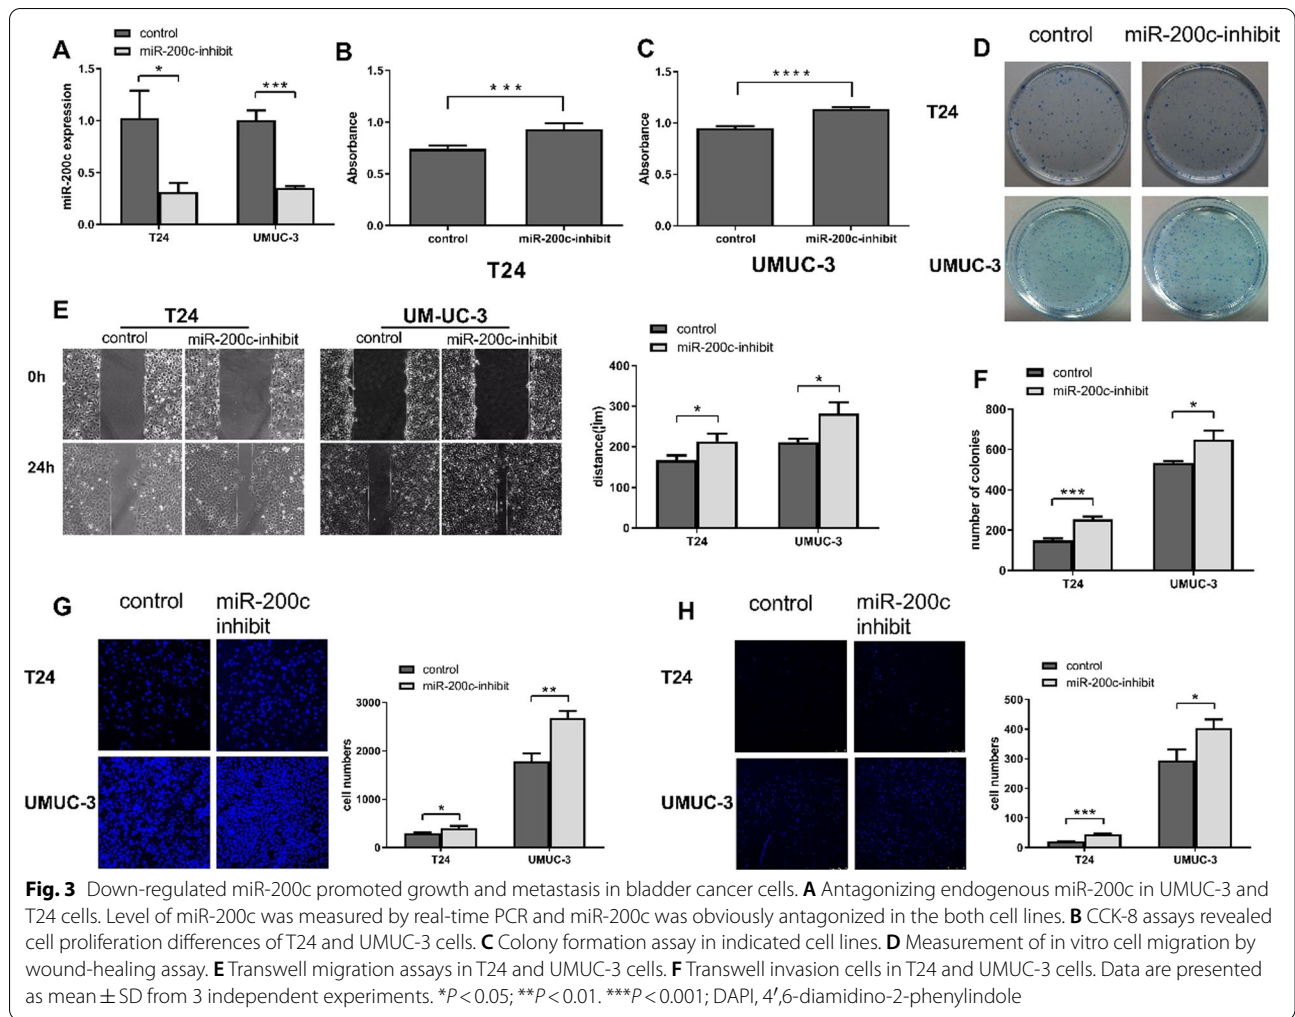 A
control
miR-200c-inhibit
miR-200c expression
1.5
1.0
0.5
0.0
*
***
T24
UMUC-3
B
Absorbance
1.5
1.0
0.5
0.0
***
control
miR-200c-inhibit
T24
C
Absorbance
1.5
1.0
0.5
0.0
****
control
miR-200c-inhibit
UMUC-3
D
control
miR-200c-inhibit
T24
UMUC-3
E
T24
UM-UC-3
control
miR-200c-inhibit
control
miR-200c-inhibit
0h
24h
control
miR-200c-inhibit
400
300
200
100
0
*
*
T24
UMUC-3
F
control
miR-200c-inhibit
number of colonies
800
600
400
200
0
***
*
T24
UMUC-3
G
control
miR-200c
inhibit
T24
UMUC-3
control
miR-200c-inhibit
cell numbers
3000
2000
1000
0
*
**
T24
UMUC-3
H
control
miR-200c
inhibit
T24
UMUC-3
control
miR-200c-inhibit
cell numbers
500
400
300
200
100
0
***
*
T24
UMUC-3
Fig. 3 Down-regulated miR-200c promoted growth and metastasis in bladder cancer cells. A Antagonizing endogenous miR-200c in UMUC-3 and
T24 cells. Level of miR-200c was measured by real-time PCR and miR-200c was obviously antagonized in the both cell lines. B CCK-8 assays revealed
cell proliferation differences of T24 and UMUC-3 cells. C Colony formation assay in indicated cell lines. D Measurement of in vitro cell migration by
wound-healing assay. E Transwell migration assays in T24 and UMUC-3 cells. F Transwell invasion cells in T24 and UMUC-3 cells. Data are presented
as mean ± SD from 3 independent experiments. *P < 0.05; **P < 0.01. ***P < 0.001; DAPI, 4′,6-diamidino-2-phenylindole